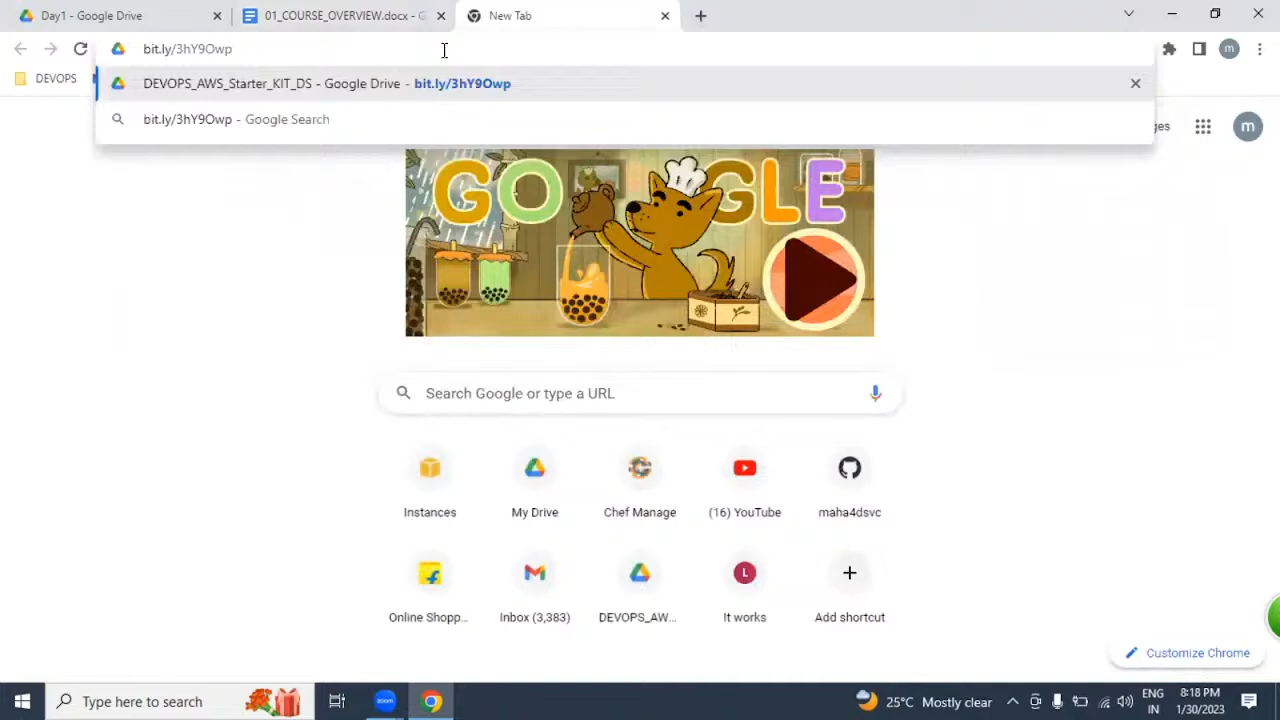 Day1 - Google Drive
01_COURSE_OVERVIEW.docx - G
New Tab
bit.ly/3hY9Owp
DEVOPS
DEVOPS_AWS_Starter_KIT_DS - Google Drive - bit.ly/3hY9Owp
bit.ly/3hY9Owp - Google Search
m
ges
m
GOOGLE
Search Google or type a URL
Instances
My Drive
Chef Manage
(16) YouTube
maha4dsvc
L
Online Shopp...
Inbox (3,383)
DEVOPS_AW...
It works
Add shortcut
Customize Chrome
Type here to search
zoom
25°C Mostly clear
ENG
IN
8:18 PM
1/30/2023